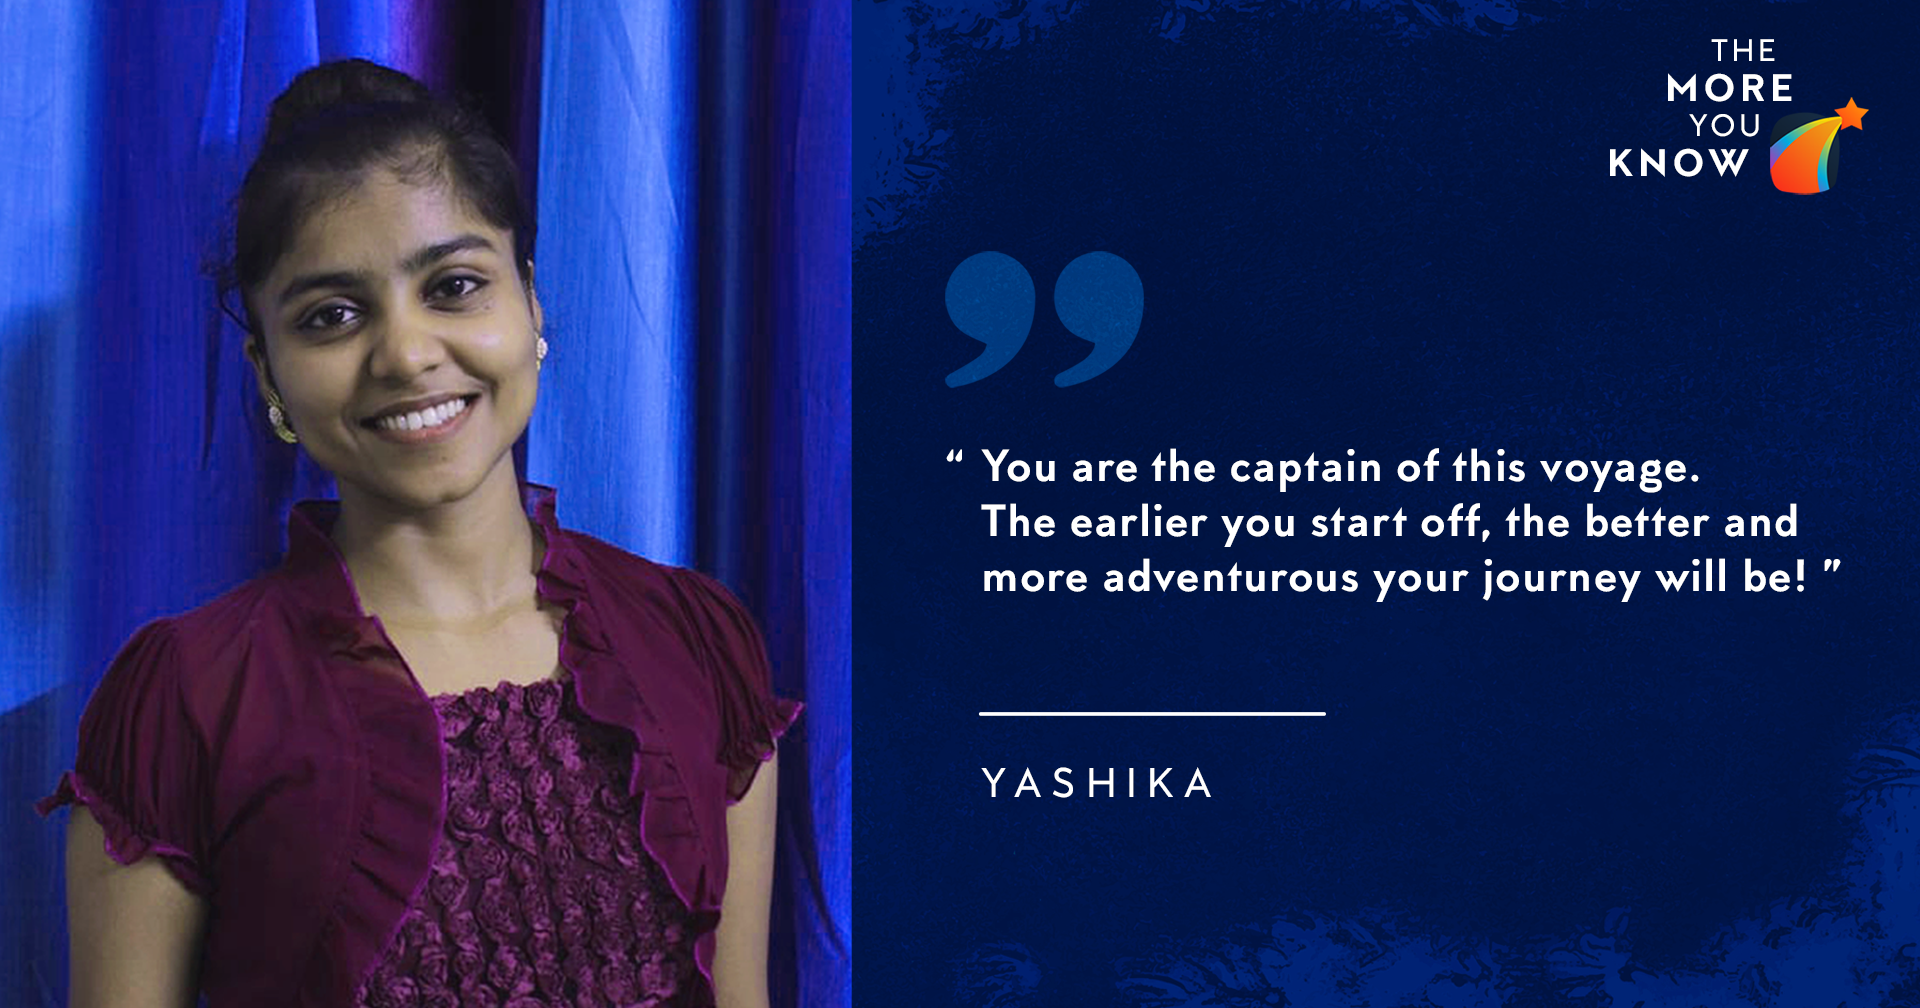 THE
MORE
YOU
KNOW
“ You are the captain of this voyage.
The earlier you start off, the better and
more adventurous your journey will be! ”
YASHIKA